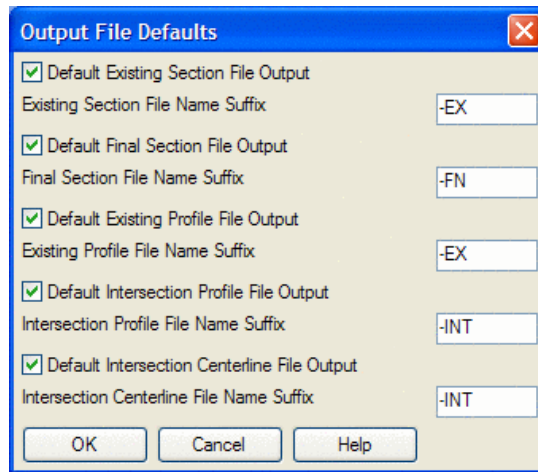 Output File Defaults
Default Existing Section File Output
Existing Section File Name Suffix -EX
Default Final Section File Output
Final Section File Name Suffix -FN
Default Existing Profile File Output
Existing Profile File Name Suffix -EX
Default Intersection Profile File Output
Intersection Profile File Name Suffix -INT
Default Intersection Centerline File Output
Intersection Centerline File Name Suffix -INT
OK Cancel Help